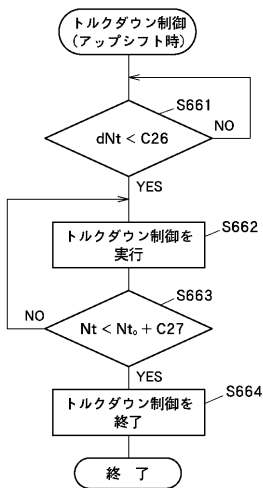 トルクダウン制御
(アップシフト時)
S661
dNt < C26
NO
YES
トルクダウン制御を
実行
S662
S663
NO
Nt < Nt₀ + C27
YES
トルクダウン制御を
終了
S664
終 了